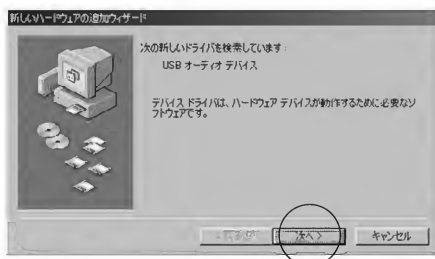 新しいハードウェアの追加ウィザード
次の新しいドライバを検索しています:
USB オーディオ デバイス
デバイス ドライバは、ハードウェア デバイスが動作するために必要なソ
フトウェアです。
< 戻る(B)
次へ >
キャンセル